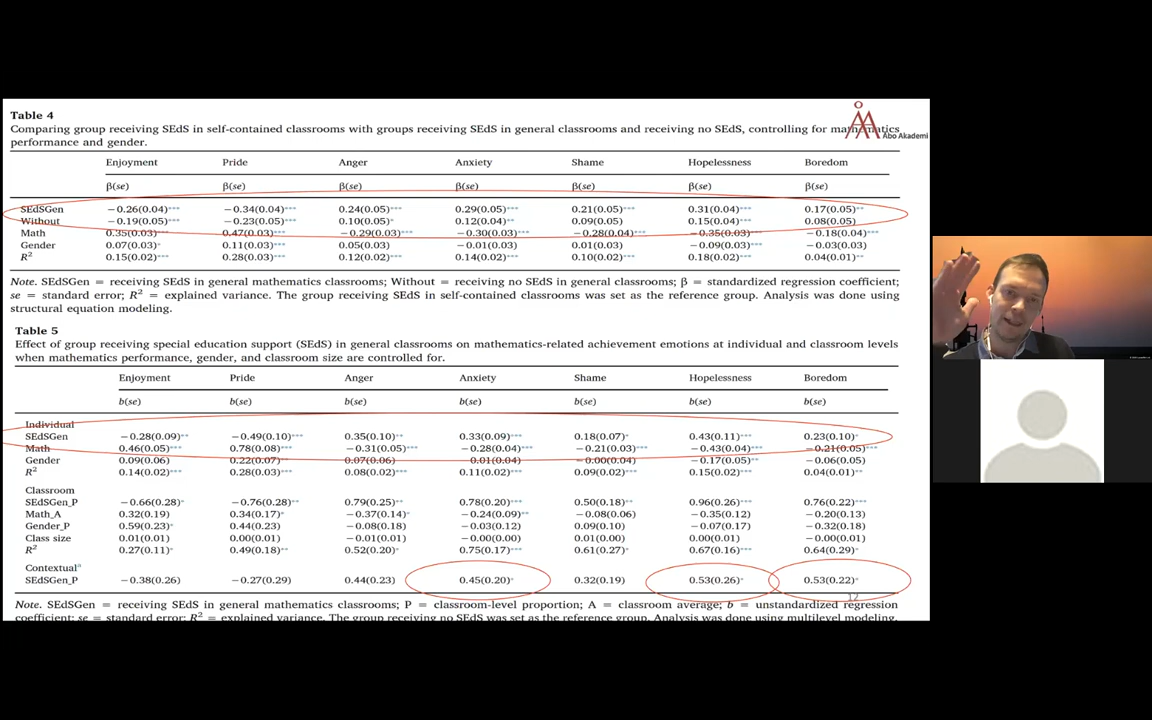 Table 4
Comparing group receiving SEdS in self-contained classrooms with groups receiving SEdS in general classrooms and receiving no SEdS, controlling for mathematics
performance and gender.
Åbo Akademi
Enjoyment Pride Anger Anxiety Shame Hopelessness Boredom
β(se) β(se) β(se) β(se) β(se) β(se) β(se)
SEdSGen −0.26(0.04)*** −0.34(0.04)*** 0.24(0.05)*** 0.29(0.05)*** 0.21(0.05)*** 0.31(0.04)*** 0.17(0.05)**
Without −0.19(0.05)*** −0.23(0.05)*** 0.10(0.05)* 0.12(0.04)** 0.09(0.05) 0.15(0.04)*** 0.08(0.05)
Math 0.35(0.03)*** 0.47(0.03)*** −0.29(0.03)*** −0.30(0.03)*** −0.28(0.04)*** −0.35(0.03)*** −0.18(0.04)***
Gender 0.07(0.03)* 0.11(0.03)*** 0.05(0.03) −0.01(0.03) 0.01(0.03) −0.09(0.03)*** −0.03(0.03)
R² 0.15(0.02)*** 0.28(0.03)*** 0.12(0.02)*** 0.14(0.02)*** 0.10(0.02)*** 0.18(0.02)*** 0.04(0.01)**
Note. SEdSGen = receiving SEdS in general mathematics classrooms; Without = receiving no SEdS in general classrooms; β = standardized regression coefficient;
se = standard error; R² = explained variance. The group receiving SEdS in self-contained classrooms was set as the reference group. Analysis was done using
structural equation modeling.
Table 5
Effect of group receiving special education support (SEdS) in general classrooms on mathematics-related achievement emotions at individual and classroom levels
when mathematics performance, gender, and classroom size are controlled for.
Enjoyment Pride Anger Anxiety Shame Hopelessness Boredom
b(se) b(se) b(se) b(se) b(se) b(se) b(se)
Individual
SEdSGen −0.28(0.09)** −0.49(0.10)*** 0.35(0.10)** 0.33(0.09)*** 0.18(0.07)* 0.43(0.11)*** 0.23(0.10)*
Math 0.46(0.05)*** 0.78(0.08)*** −0.31(0.05)*** −0.28(0.04)*** −0.21(0.03)*** −0.43(0.04)*** −0.21(0.05)***
Gender 0.09(0.06) 0.22(0.07)** 0.07(0.06) −0.01(0.04) −0.00(0.04) −0.17(0.05)** −0.06(0.05)
R² 0.14(0.02)*** 0.28(0.03)*** 0.08(0.02)*** 0.11(0.02)*** 0.09(0.02)*** 0.15(0.02)*** 0.04(0.01)**
Classroom
SEdSGen_P −0.66(0.28)* −0.76(0.28)** 0.79(0.25)** 0.78(0.20)*** 0.50(0.18)** 0.96(0.26)*** 0.76(0.22)***
Math_A 0.32(0.19) 0.34(0.17)* −0.37(0.14)* −0.24(0.09)** −0.08(0.06) −0.35(0.12) −0.20(0.13)
Gender_P 0.59(0.23)* 0.44(0.23) −0.08(0.18) −0.03(0.12) 0.09(0.10) −0.07(0.17) −0.32(0.18)
Class size 0.01(0.01) 0.00(0.01) −0.01(0.01) −0.00(0.00) 0.01(0.00) 0.00(0.01) −0.00(0.01)
R² 0.27(0.11)* 0.49(0.18)** 0.52(0.20)* 0.75(0.17)*** 0.61(0.27)* 0.67(0.16)*** 0.64(0.29)*
Contextualᵃ
SEdSGen_P −0.38(0.26) −0.27(0.29) 0.44(0.23) 0.45(0.20)* 0.32(0.19) 0.53(0.26)* 0.53(0.22)*
12
Note. SEdSGen = receiving SEdS in general mathematics classrooms; P = classroom-level proportion; A = classroom average; b = unstandardized regression
coefficient; se = standard error; R² = explained variance. The group receiving no SEdS was set as the reference group. Analysis was done using multilevel modeling.